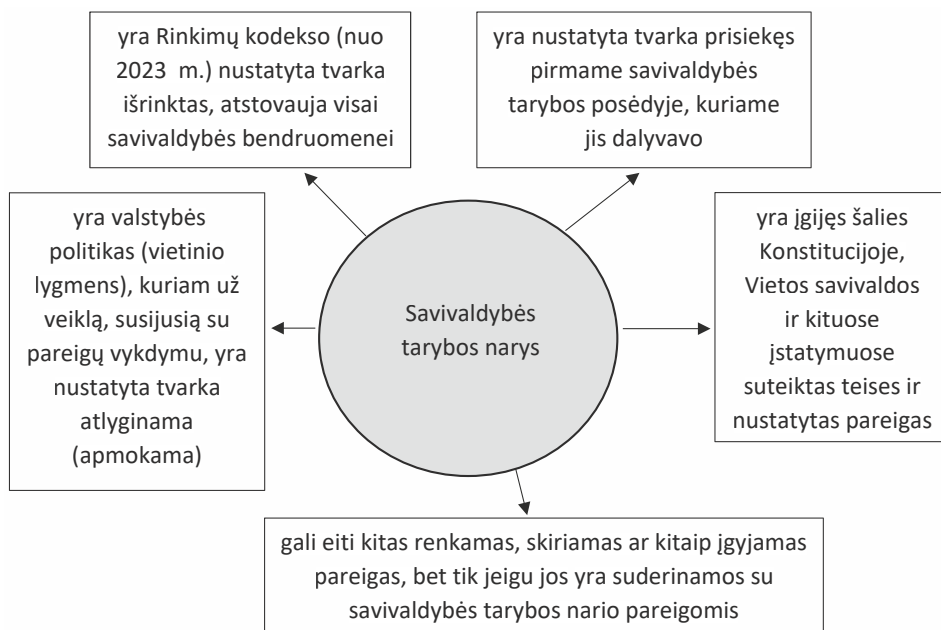 yra Rinkimų kodekso (nuo
2023 m.) nustatyta tvarka
išrinktas, atstovauja visai
savivaldybės bendruomenei
yra nustatyta tvarka prisiekęs
pirmame savivaldybės
tarybos posėdyje, kuriame
jis dalyvavo
yra valstybės
politikas (vietinio
lygmens), kuriam už
veiklą, susijusią su
pareigų vykdymu, yra
nustatyta tvarka
atlyginama
(apmokama)
Savivaldybės
tarybos narys
yra įgijęs šalies
Konstitucijoje,
Vietos savivaldos
ir kituose
įstatymuose
suteiktas teises ir
nustatytas pareigas
gali eiti kitas renkamas, skiriamas ar kitaip įgyjamas
pareigas, bet tik jeigu jos yra suderinamos su
savivaldybės tarybos nario pareigomis